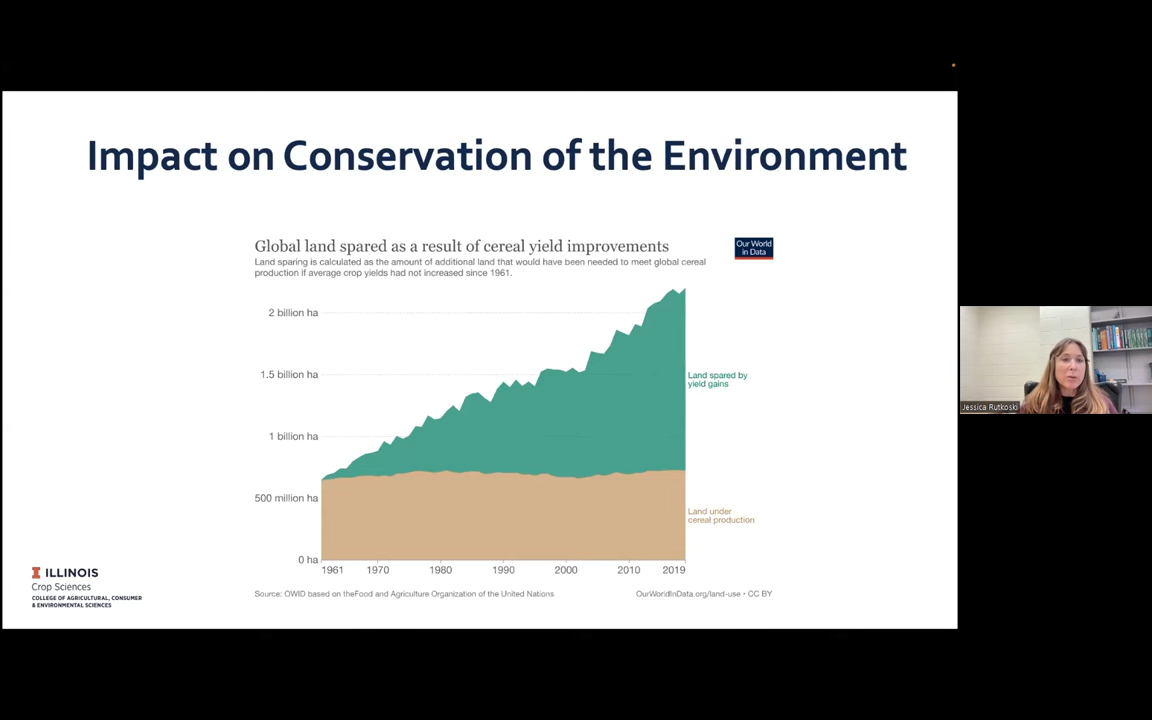 Impact on Conservation of the Environment
Global land spared as a result of cereal yield improvements
Our World
in Data
Land sparing is calculated as the amount of additional land that would have been needed to meet global cereal
production if average crop yields had not increased since 1961.
2 billion ha
1.5 billion ha
1 billion ha
500 million ha
0 ha
Land spared by
yield gains
Land under
cereal production
1961 1970 1980 1990 2000 2010 2019
Source: OWID based on theFood and Agriculture Organization of the United Nations
OurWorldInData.org/land-use • CC BY
I ILLINOIS
Crop Sciences
COLLEGE OF AGRICULTURAL, CONSUMER
& ENVIRONMENTAL SCIENCES
Jessica Rutkoski